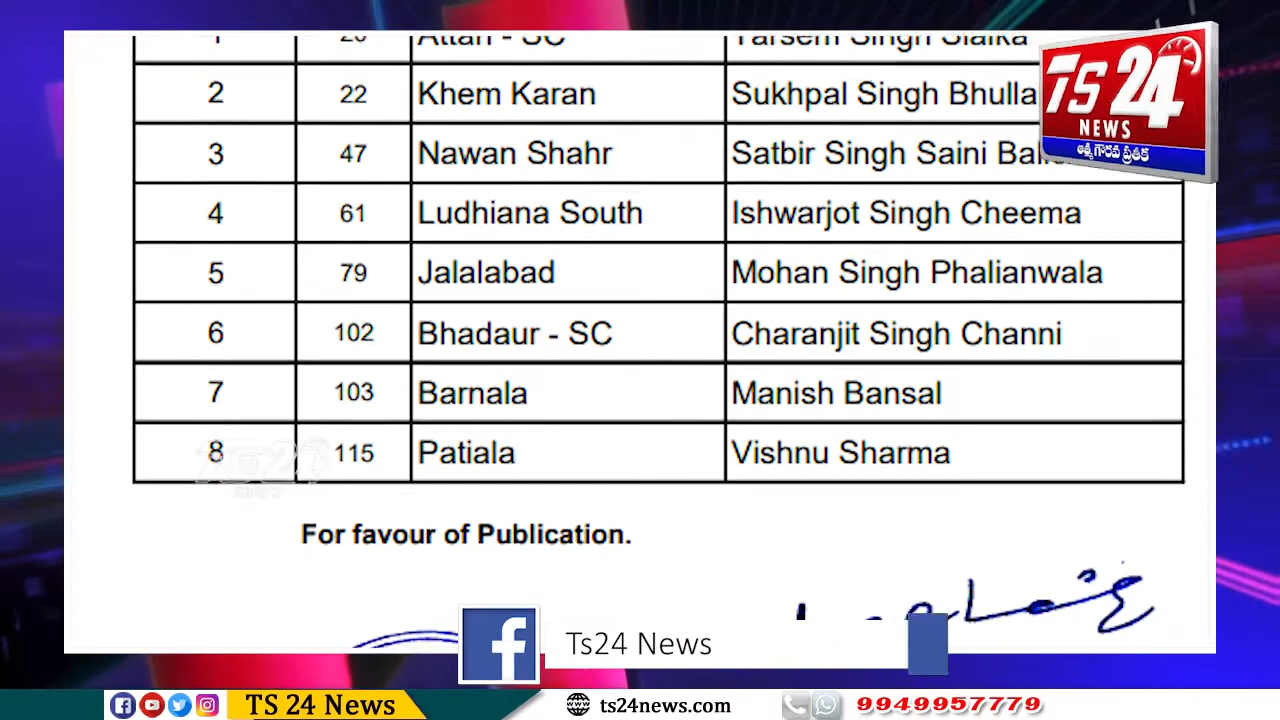 2 22 Khem Karan Sukhpal Singh Bhulla
3 47 Nawan Shahr Satbir Singh Saini
4 61 Ludhiana South Ishwarjot Singh Cheema
5 79 Jalalabad Mohan Singh Phalianwala
6 102 Bhadaur - SC Charanjit Singh Channi
7 103 Barnala Manish Bansal
8 115 Patiala Vishnu Sharma
For favour of Publication.
TS 24
NEWS
ఆత్మ గౌరవ ప్రతీక
Ts24 News
TS 24 News ts24news.com 9949957779